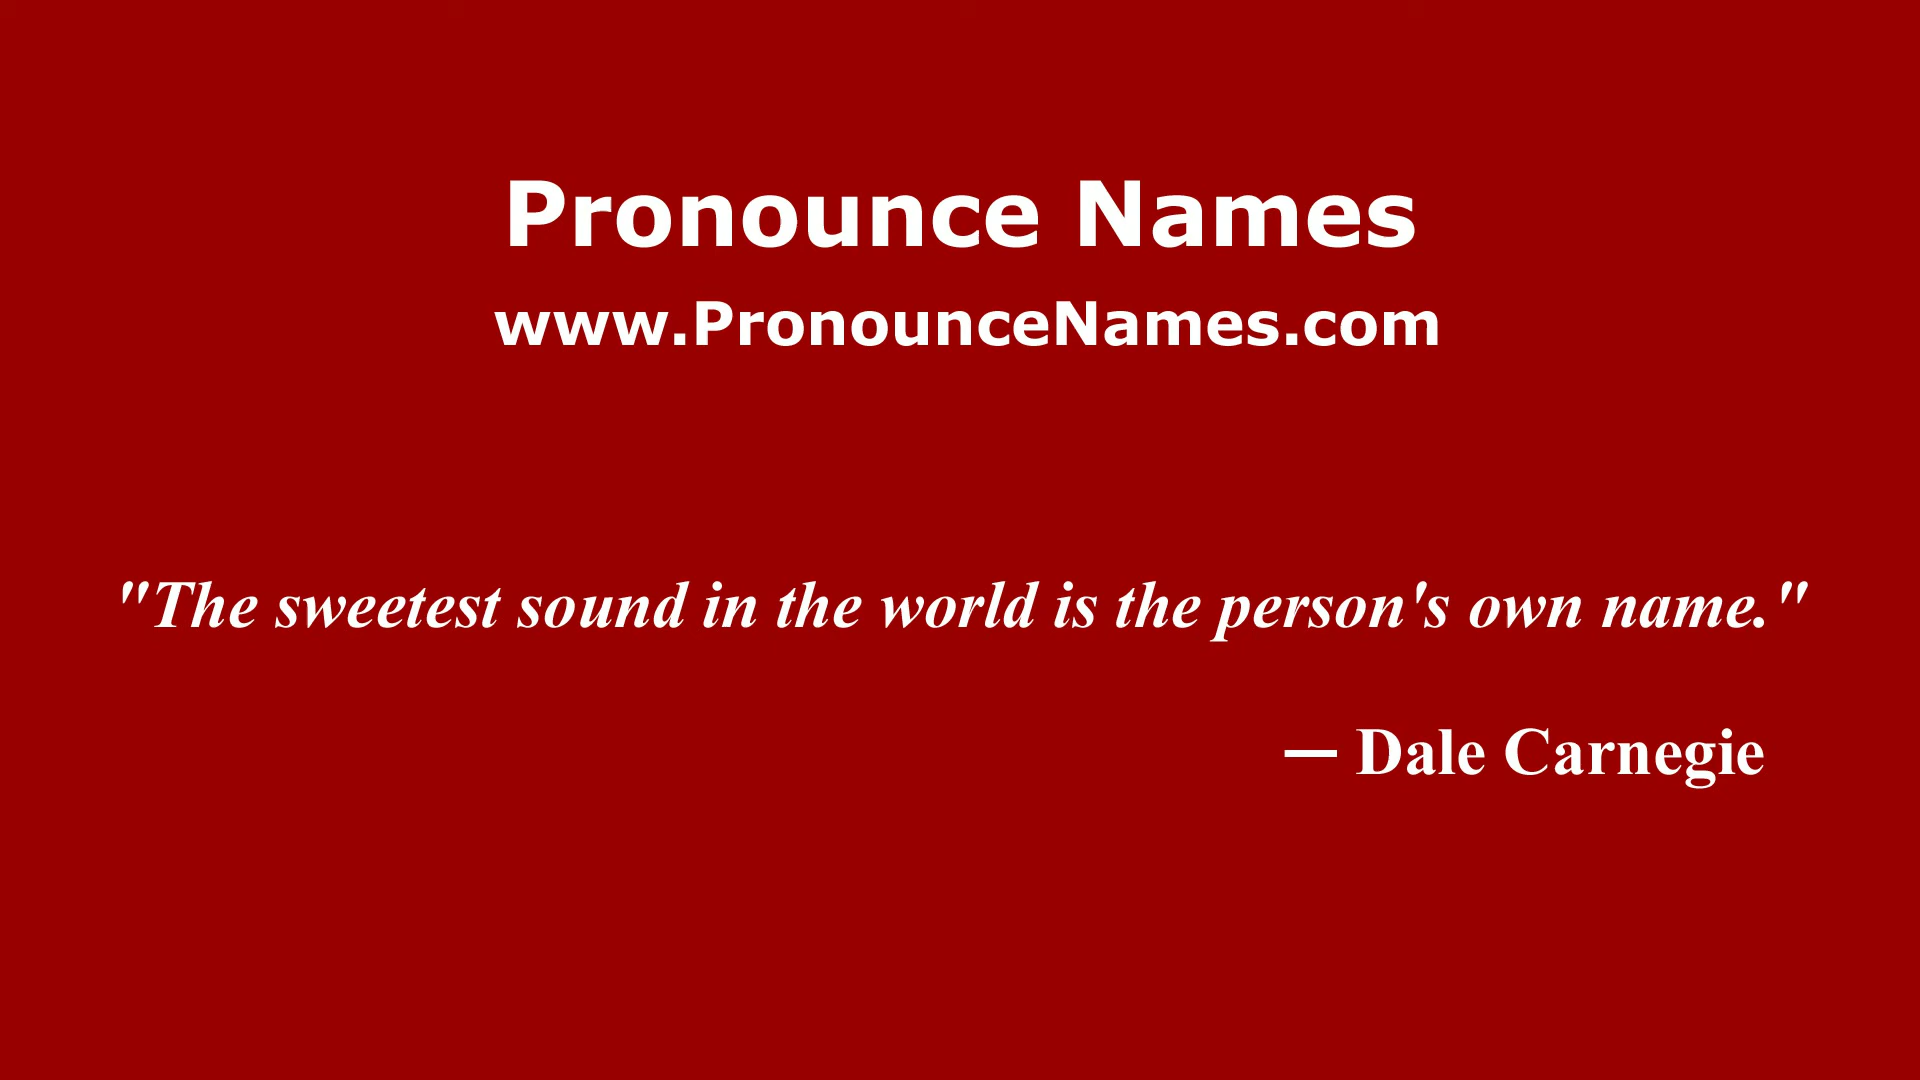 Pronounce Names
www.PronounceNames.com
"The sweetest sound in the world is the person's own name."
— Dale Carnegie